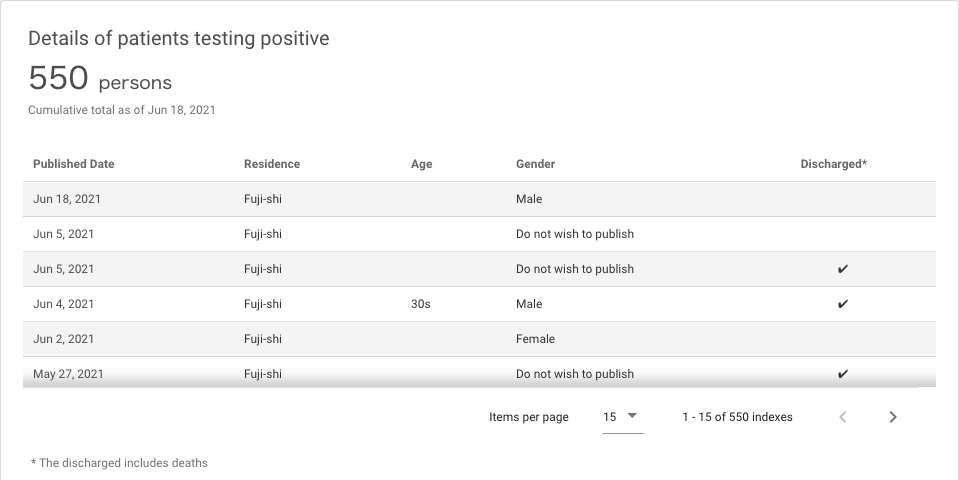 Details of patients testing positive
550 persons
Cumulative total as of Jun 18, 2021
Published Date Residence Age Gender Discharged*
Jun 18, 2021 Fuji-shi Male
Jun 5, 2021 Fuji-shi Do not wish to publish
Jun 5, 2021 Fuji-shi Do not wish to publish ✔
Jun 4, 2021 Fuji-shi 30s Male ✔
Jun 2, 2021 Fuji-shi Female
May 27, 2021 Fuji-shi Do not wish to publish ✔
Items per page 15 1 - 15 of 550 indexes
* The discharged includes deaths